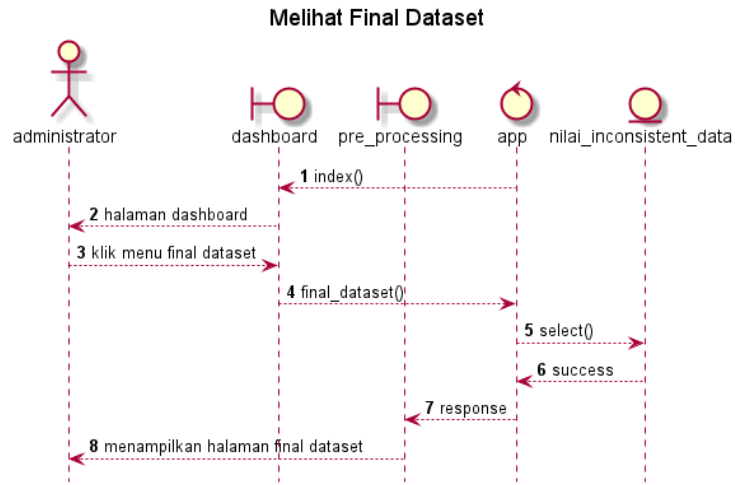 Melihat Final Dataset
administrator
dashboard
pre_processing
app
nilai_inconsistent_data
1 index()
2 halaman dashboard
3 klik menu final dataset
4 final_dataset()
5 select()
6 success
7 response
8 menampilkan halaman final dataset